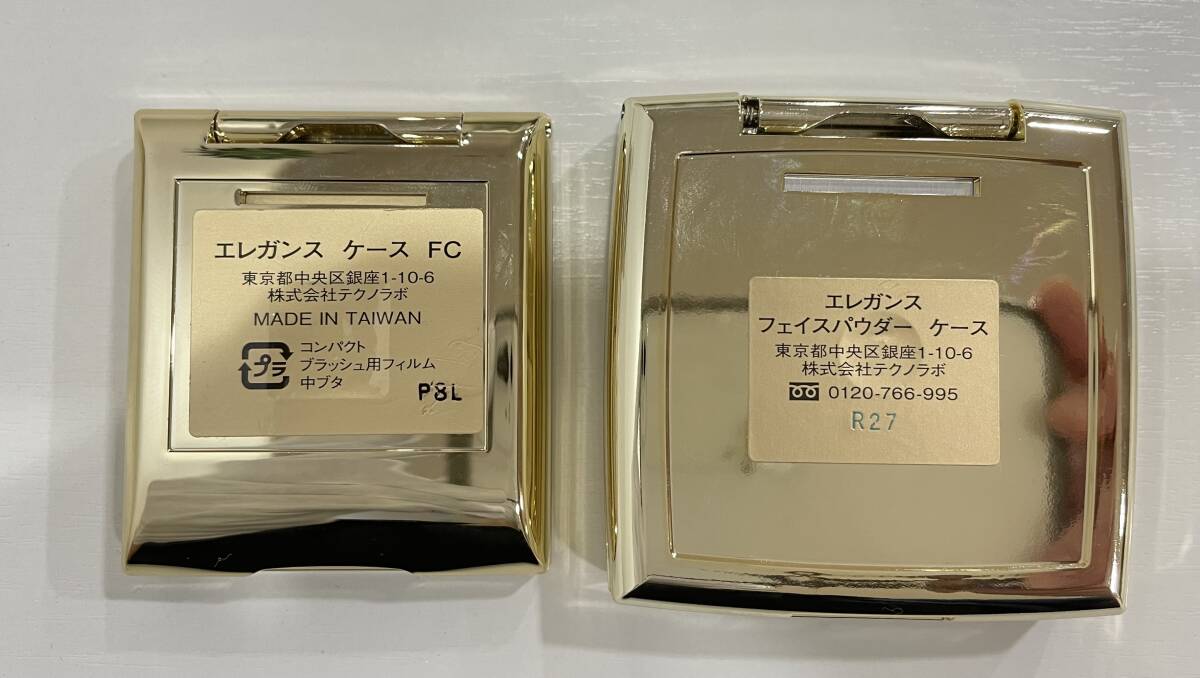 エレガンス ケース FC
東京都中央区銀座1-10-6
株式会社テクノラボ
MADE IN TAIWAN
プラ
コンパクト
ブラッシュ用フィルム
中ブタ
P8L
エレガンス
フェイスパウダー ケース
東京都中央区銀座1-10-6
株式会社テクノラボ
0120-766-995
R27